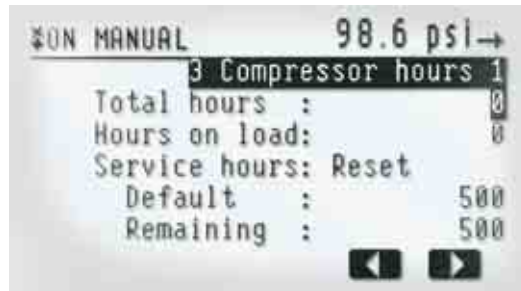 ON MANUAL 98.6 psi→
3 Compressor hours 1
Total hours : 0
Hours on load: 0
Service hours: Reset
Default : 500
Remaining : 500